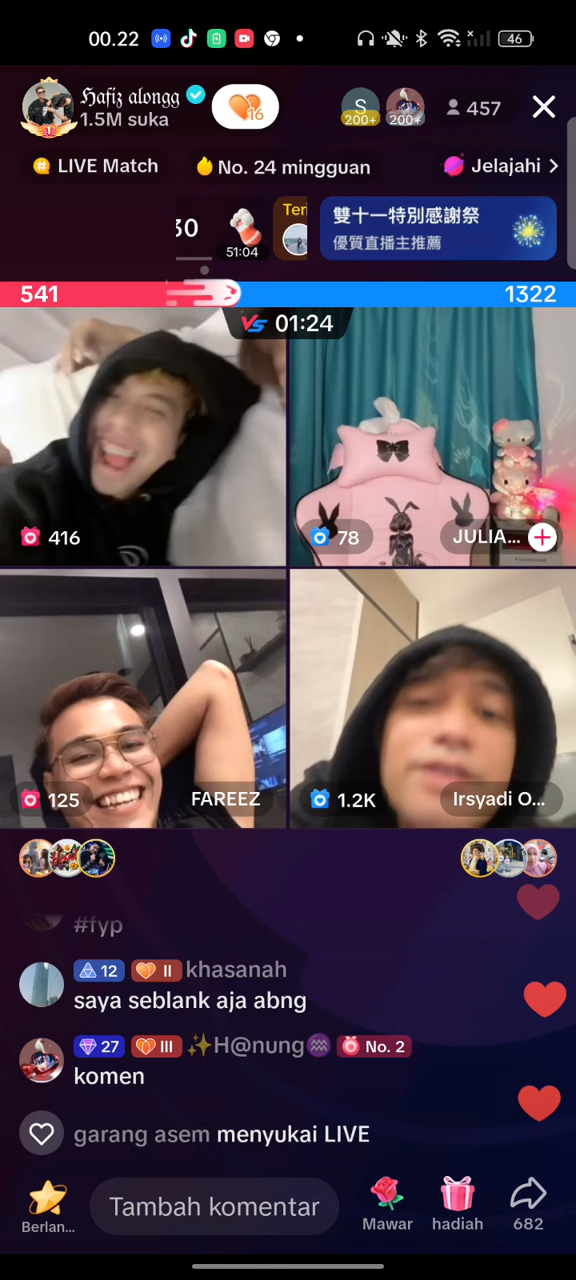 00.22
46
Hafiz alongg
1.5M suka
16
S
200+
200+
457
LIVE Match
No. 24 mingguan
Jelajahi
30
51:04
雙十一特別感謝祭
優質直播主推薦
541
1322
VS 01:24
416
78
JULIA...
125
FAREEZ
1.2K
Irsyadi O...
#fyp
12 II khasanah
saya seblank aja abng
27 III ✨H@nung♒ No. 2
komen
garang asem menyukai LIVE
Berlan...
Tambah komentar
Mawar
hadiah
682